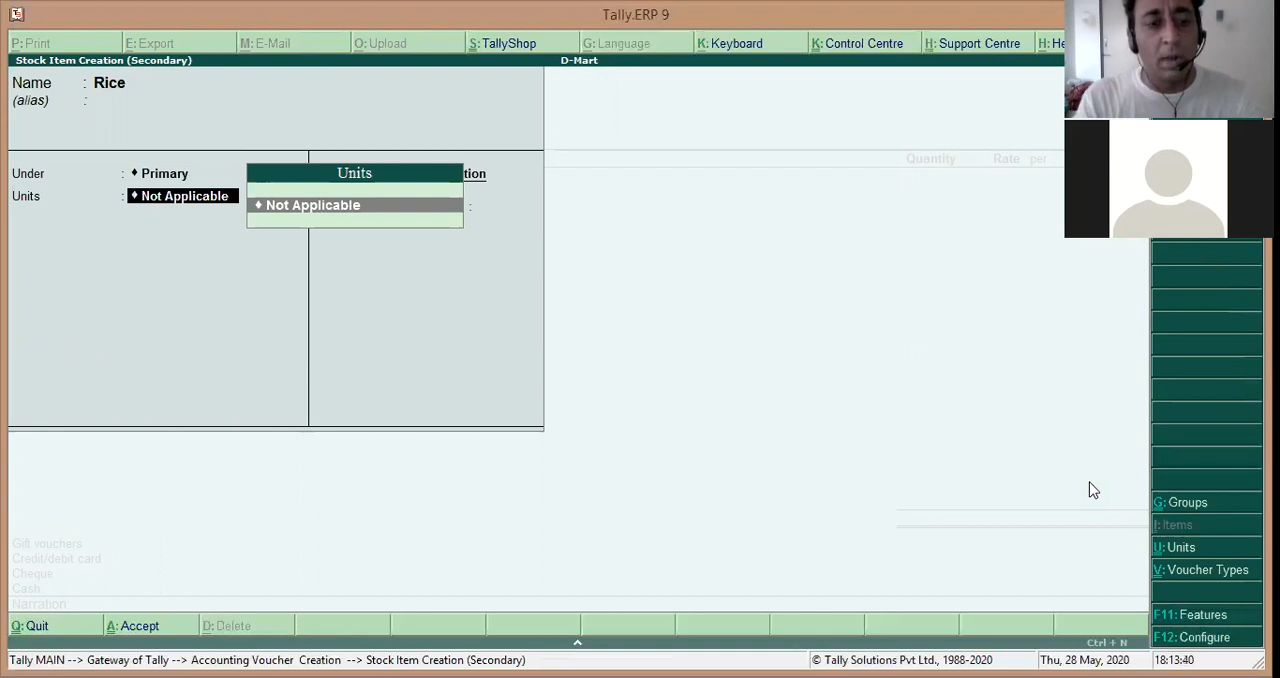 Tally.ERP 9
P: Print E: Export M: E-Mail O: Upload S: TallyShop G: Language K: Keyboard K: Control Centre H: Support Centre H: He
Stock Item Creation (Secondary) D-Mart
Name : Rice
(alias) :
Quantity Rate per
Under : ♦ Primary Units tion
Units : ♦ Not Applicable
♦ Not Applicable :
G: Groups
I: Items
U: Units
V: Voucher Types
Gift vouchers
Credit/debit card
Cheque
Cash
Narration
F11: Features
Q: Quit A: Accept D: Delete
F12: Configure
Ctrl + N
Tally MAIN --> Gateway of Tally --> Accounting Voucher Creation --> Stock Item Creation (Secondary) © Tally Solutions Pvt Ltd., 1988-2020 Thu, 28 May, 2020 18:13:40